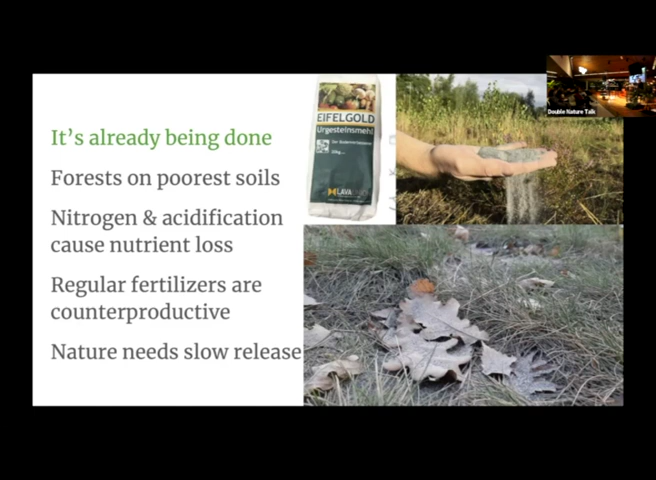 It's already being done
Forests on poorest soils
Nitrogen & acidification
cause nutrient loss
Regular fertilizers are
counterproductive
Nature needs slow release
EIFELGOLD
Urgesteinsmehl
LAVA
Double Nature Talk